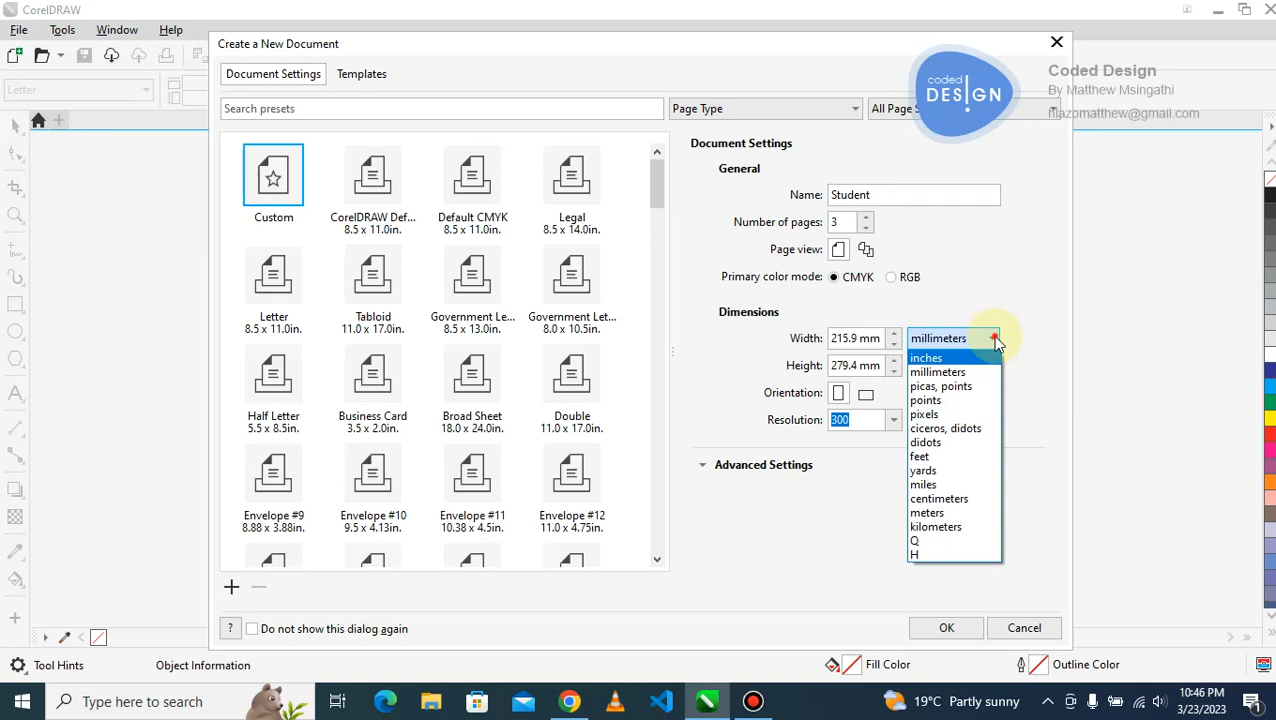 CorelDRAW
File Tools Window Help
Letter
Create a New Document
Document Settings Templates
Search presets
Page Type
All Page S
coded
DESIGN
Coded Design
By Matthew Msingathi
nlazomatthew@gmail.com
Custom
CorelDRAW Def... 8.5 x 11.0in.
Default CMYK 8.5 x 11.0in.
Legal 8.5 x 14.0in.
Letter 8.5 x 11.0in.
Tabloid 11.0 x 17.0in.
Government Le... 8.5 x 13.0in.
Government Let... 8.0 x 10.5in.
Half Letter 5.5 x 8.5in.
Business Card 3.5 x 2.0in.
Broad Sheet 18.0 x 24.0in.
Double 11.0 x 17.0in.
Envelope #9 8.88 x 3.88in.
Envelope #10 9.5 x 4.13in.
Envelope #11 10.38 x 4.5in.
Envelope #12 11.0 x 4.75in.
Document Settings
General
Name: Student
Number of pages: 3
Page view:
Primary color mode: CMYK RGB
Dimensions
Width: 215.9 mm millimeters
Height: 279.4 mm
Orientation:
Resolution: 300
inches
millimeters
picas, points
points
pixels
ciceros, didots
didots
feet
yards
miles
centimeters
meters
kilometers
Q
H
Advanced Settings
? Do not show this dialog again
OK Cancel
Tool Hints Object Information Fill Color Outline Color
Type here to search
19°C Partly sunny
10:46 PM
3/23/2023
1